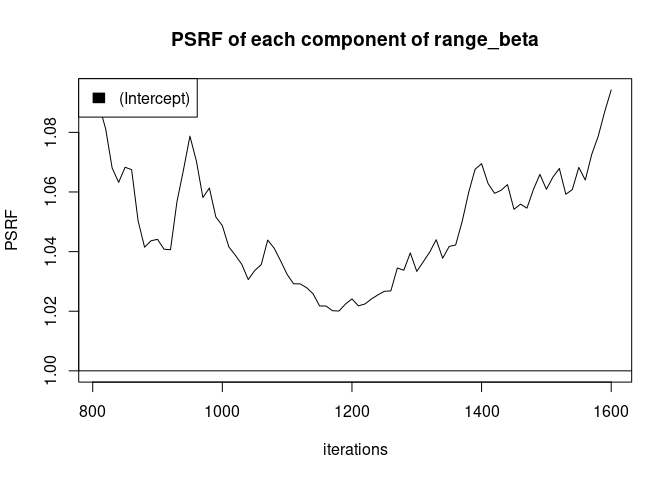 PSRF of each component of range_beta
(Intercept)
PSRF
1.08
1.06
1.04
1.02
1.00
800 1000 1200 1400 1600
iterations